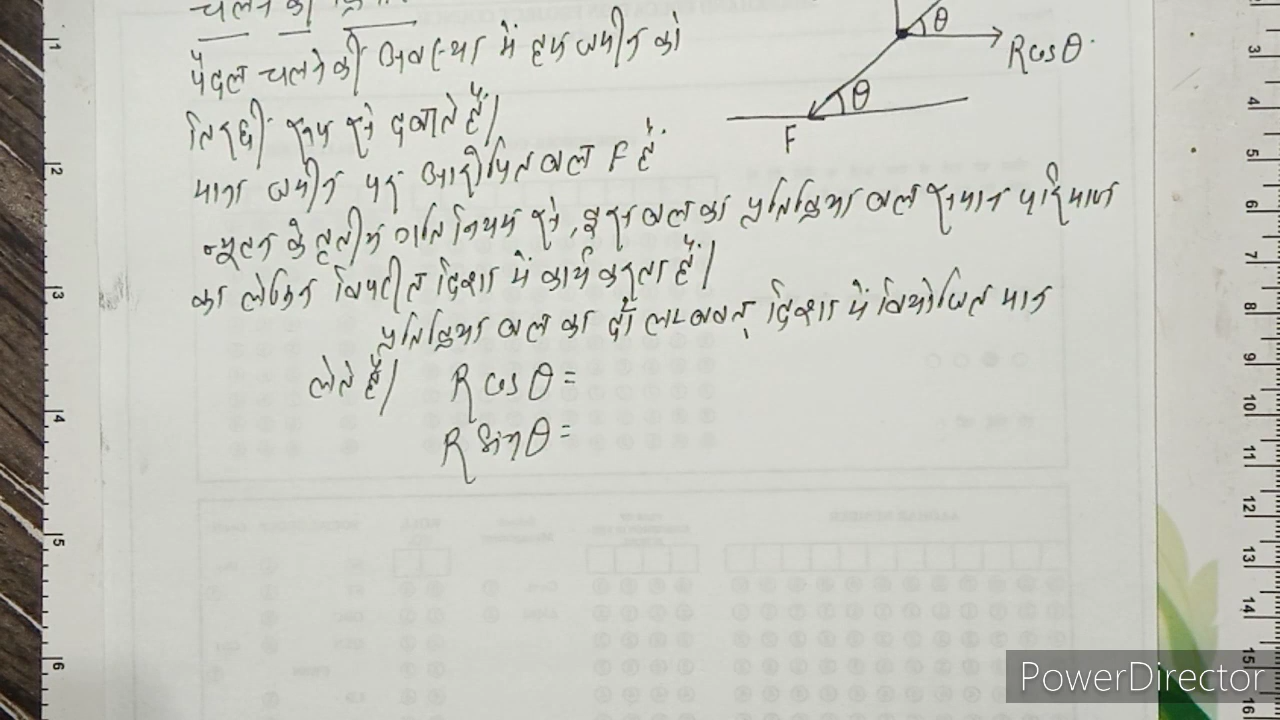 चलने की क्रिया
पैदल चलने की अवस्था में हम जमीन को
तिरछी रूप से दबाते हैं।
माना जमीन पर आरोपित बल F है
न्यूटन के तृतीय गति नियम से, इस बल का प्रतिक्रिया बल समान परिमाण
का लेकिन विपरीत दिशा में कार्य करता है।
प्रतिक्रिया बल का दो लम्बवत् दिशा में वियोजित मान
लेते हैं।
R cos θ =
R sin θ =
θ
R cos θ
θ
F
PowerDirector